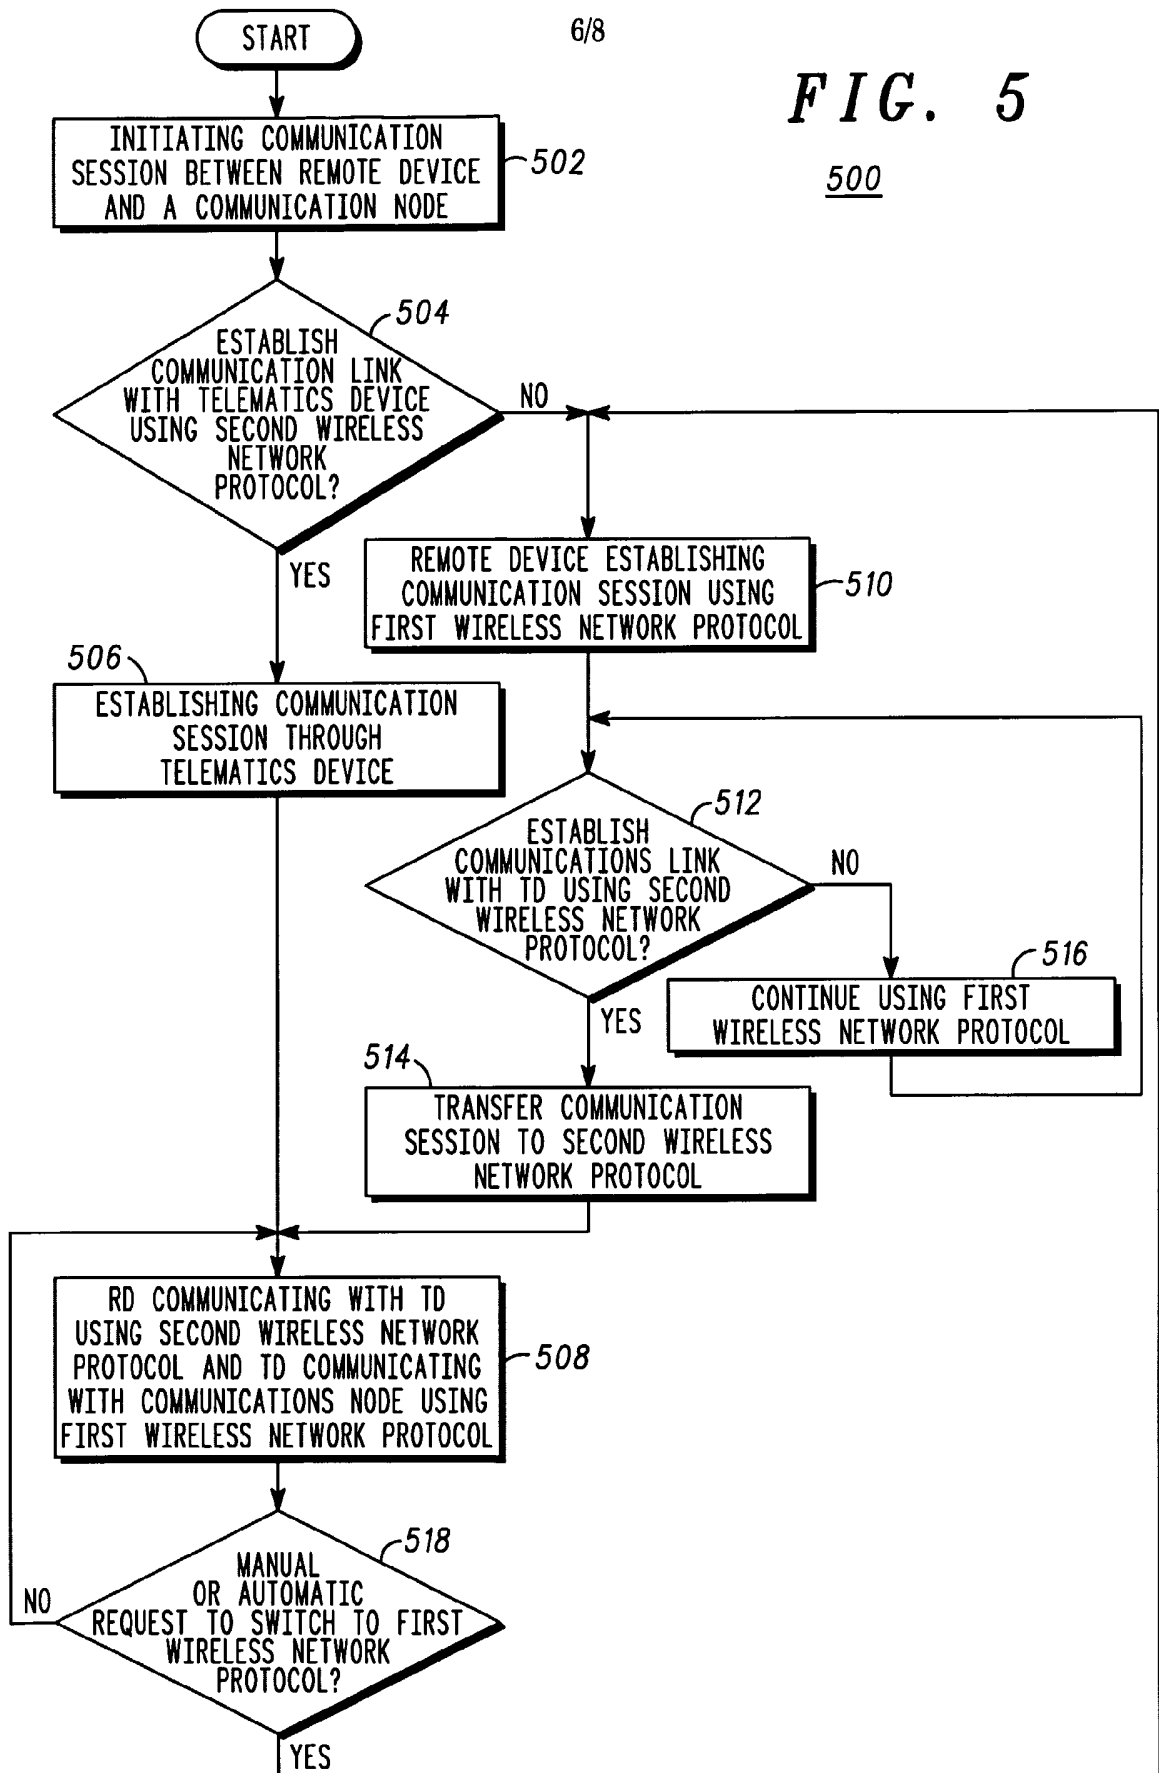 6/8
FIG. 5
500
START
INITIATING COMMUNICATION
SESSION BETWEEN REMOTE DEVICE
AND A COMMUNICATION NODE
502
504
ESTABLISH
COMMUNICATION LINK
WITH TELEMATICS DEVICE
USING SECOND WIRELESS
NETWORK
PROTOCOL?
NO
YES
REMOTE DEVICE ESTABLISHING
COMMUNICATION SESSION USING
FIRST WIRELESS NETWORK PROTOCOL
510
506
ESTABLISHING COMMUNICATION
SESSION THROUGH
TELEMATICS DEVICE
512
ESTABLISH
COMMUNICATIONS LINK
WITH TD USING SECOND
WIRELESS NETWORK
PROTOCOL?
NO
YES
516
CONTINUE USING FIRST
WIRELESS NETWORK PROTOCOL
514
TRANSFER COMMUNICATION
SESSION TO SECOND WIRELESS
NETWORK PROTOCOL
RD COMMUNICATING WITH TD
USING SECOND WIRELESS NETWORK
PROTOCOL AND TD COMMUNICATING
WITH COMMUNICATIONS NODE USING
FIRST WIRELESS NETWORK PROTOCOL
508
518
MANUAL
OR AUTOMATIC
REQUEST TO SWITCH TO FIRST
WIRELESS NETWORK
PROTOCOL?
NO
YES